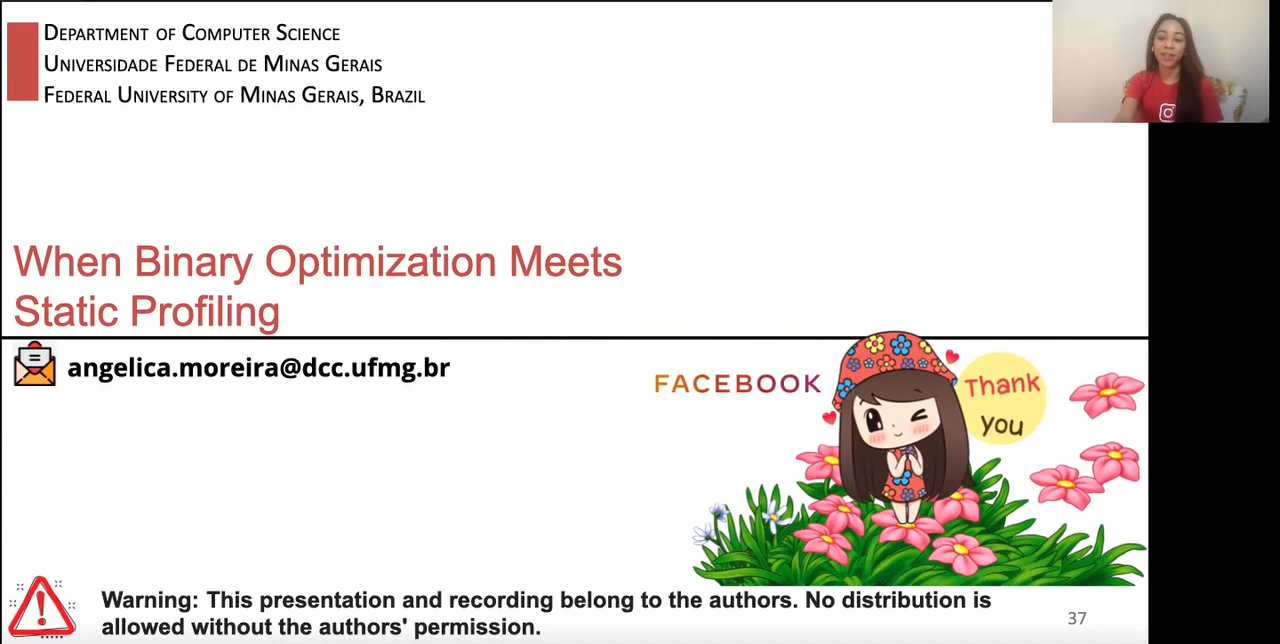 DEPARTMENT OF COMPUTER SCIENCE
UNIVERSIDADE FEDERAL DE MINAS GERAIS
FEDERAL UNIVERSITY OF MINAS GERAIS, BRAZIL
When Binary Optimization Meets
Static Profiling
angelica.moreira@dcc.ufmg.br
FACEBOOK
Thank
you
Warning: This presentation and recording belong to the authors. No distribution is
allowed without the authors' permission.
37